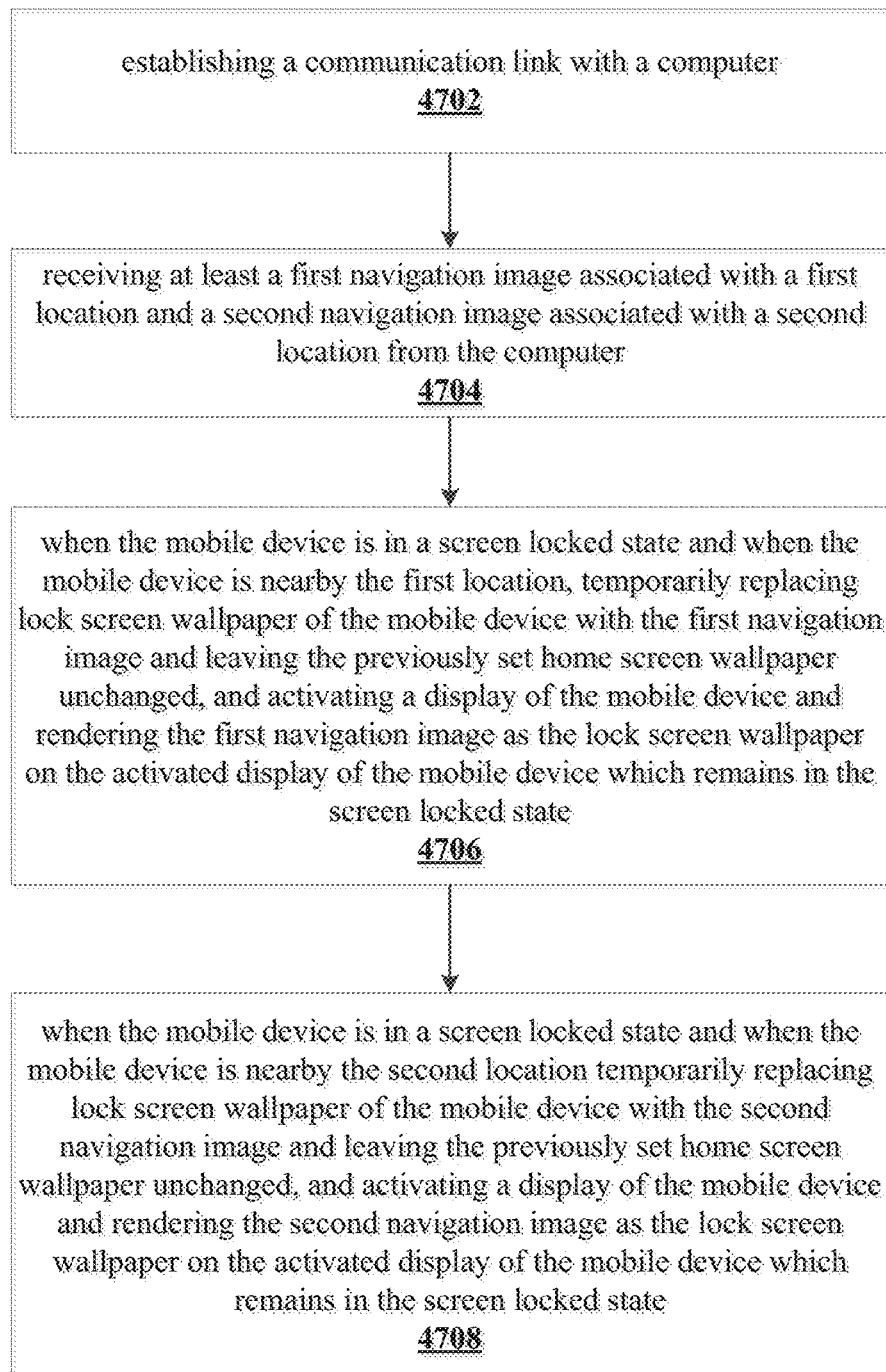 establishing a communication link with a computer
4702
receiving at least a first navigation image associated with a first
location and a second navigation image associated with a second
location from the computer
4704
when the mobile device is in a screen locked state and when the
mobile device is nearby the first location, temporarily replacing
lock screen wallpaper of the mobile device with the first navigation
image and leaving the previously set home screen wallpaper
unchanged, and activating a display of the mobile device and
rendering the first navigation image as the lock screen wallpaper
on the activated display of the mobile device which remains in the
screen locked state
4706
when the mobile device is in a screen locked state and when the
mobile device is nearby the second location temporarily replacing
lock screen wallpaper of the mobile device with the second
navigation image and leaving the previously set home screen
wallpaper unchanged, and activating a display of the mobile device
and rendering the second navigation image as the lock screen
wallpaper on the activated display of the mobile device which
remains in the screen locked state
4708